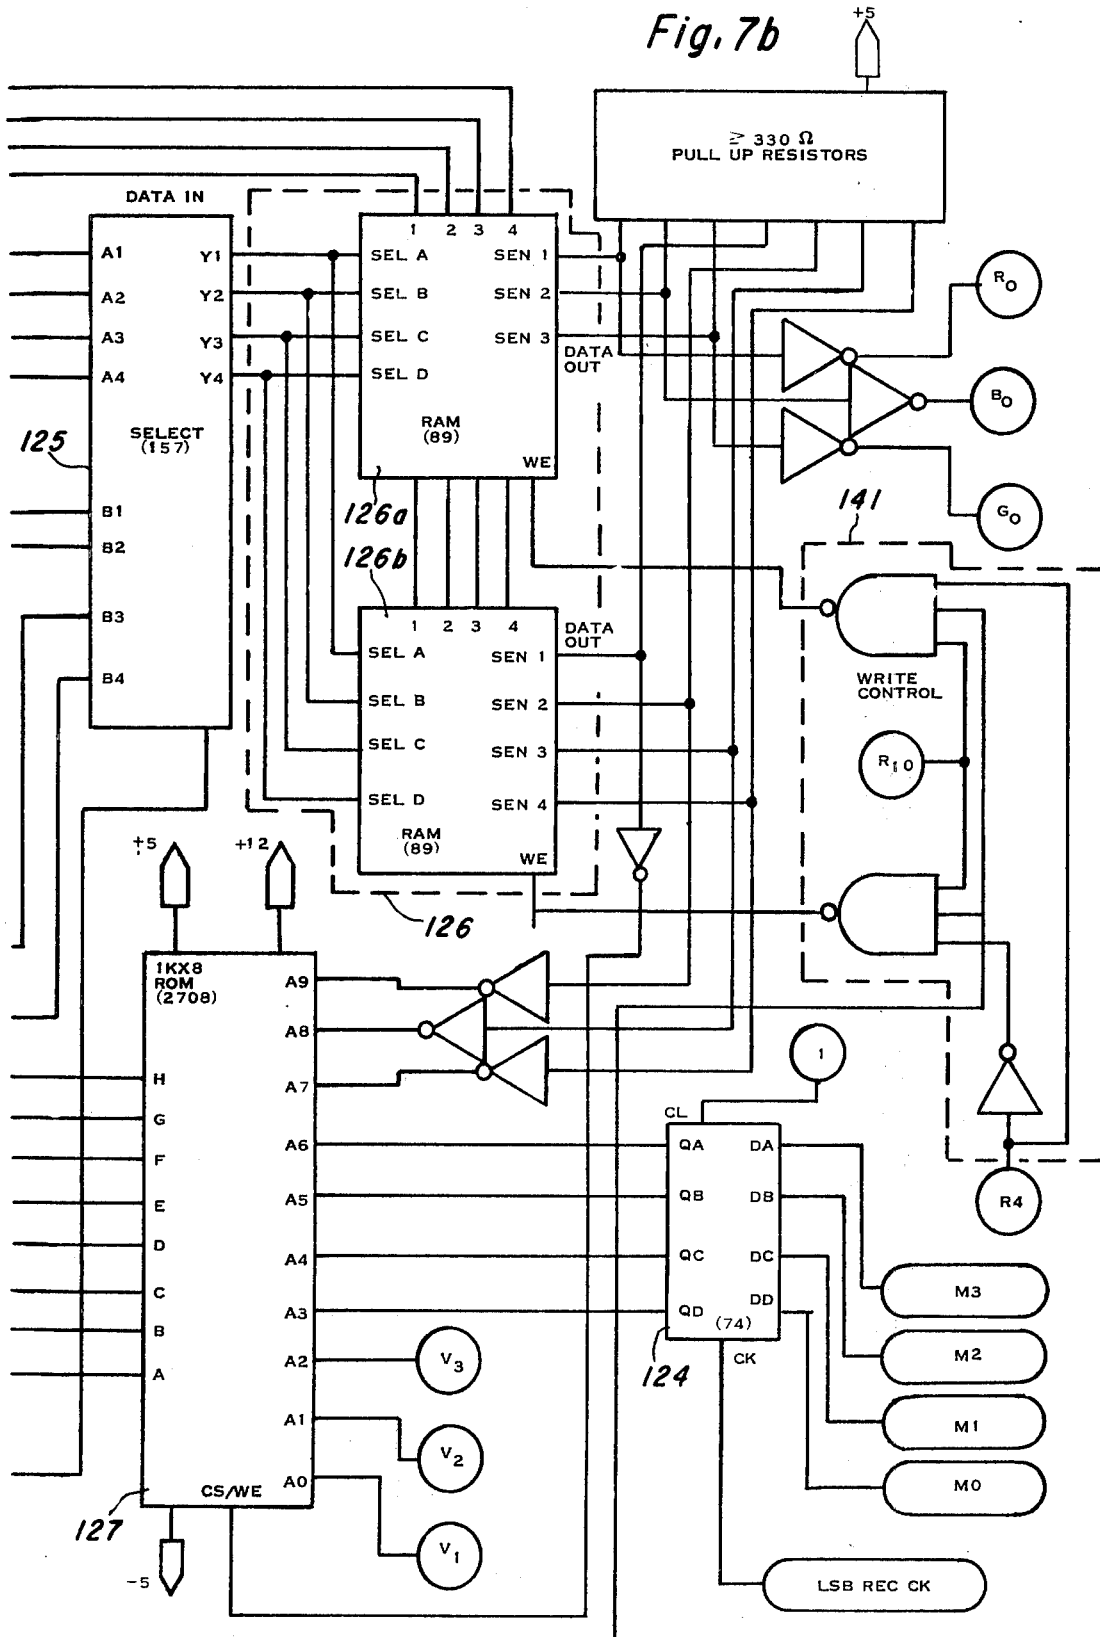 Fig. 7b
+5
≥ 330 Ω
PULL UP RESISTORS
DATA IN
1 2 3 4
A1 Y1 SEL A SEN 1
A2 Y2 SEL B SEN 2
A3 Y3 SEL C SEN 3
A4 Y4 SEL D
DATA
OUT
RO
BO
GO
SELECT
(157)
125
RAM
(89)
WE
126a
126b
141
B1
B2
B3
B4
1 2 3 4
DATA
OUT
SEL A SEN 1
SEL B SEN 2
SEL C SEN 3
SEL D SEN 4
RAM
(89)
WE
126
WRITE
CONTROL
R10
+5
+12
1KX8
ROM
(2708)
A9
A8
A7
A6
A5
A4
A3
A2
A1
A0
H
G
F
E
D
C
B
A
CS/WE
127
-5
V3
V2
V1
1
CL
QA DA
QB DB
QC DC
QD DD
(74)
124
CK
R4
M3
M2
M1
M0
LSB REC CK